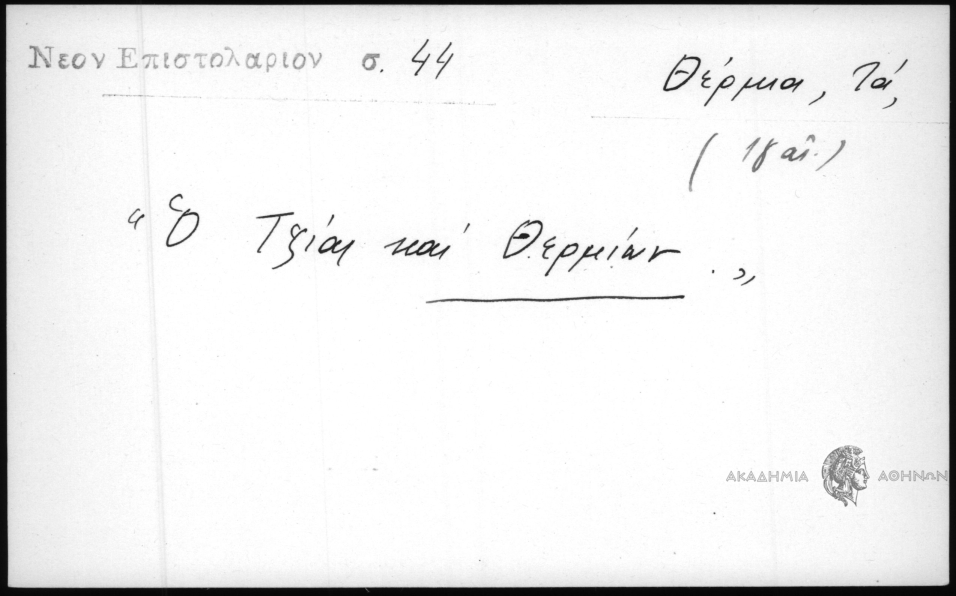 Νεον Επιστολαριον σ. 44
Θέρμια, Τά,
( 18 αἰ. )
“ Ὁ Τζίας καί Θερμίων . „
ΑΚΑΔΗΜΙΑ ΑΘΗΝΩΝ